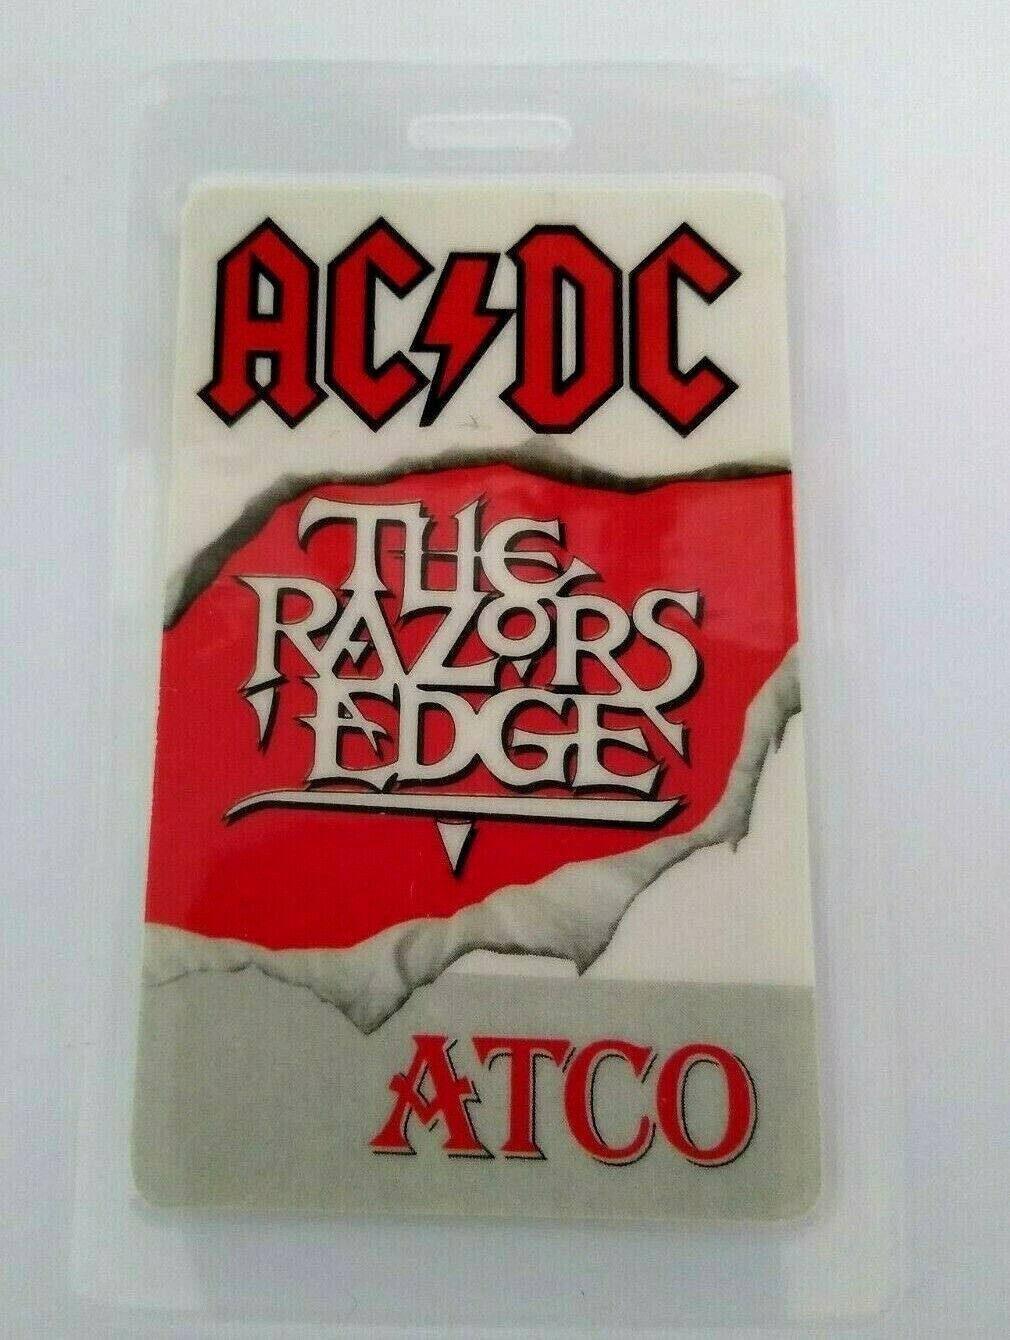 AC⚡DC
THE
RAZORS
EDGE
ATCO